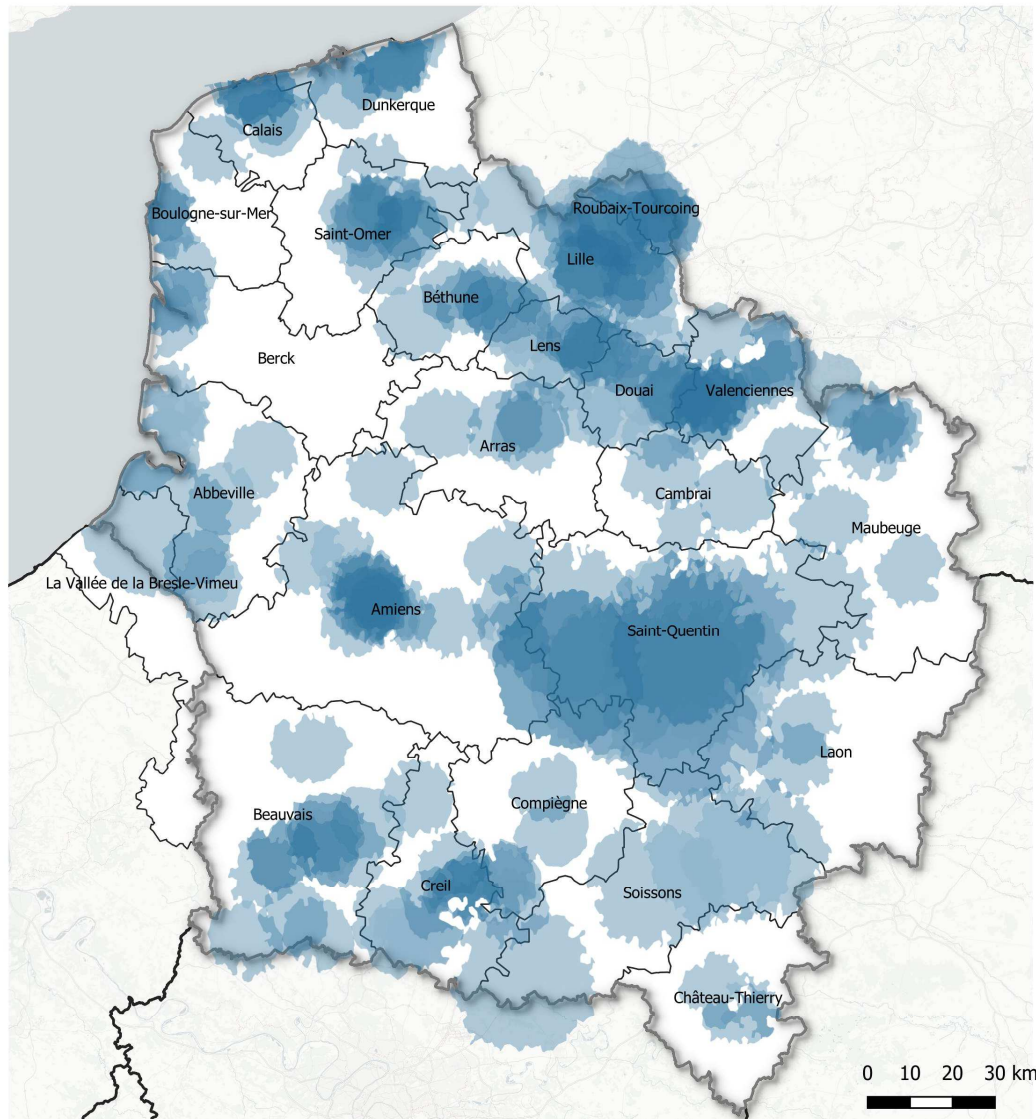 Dunkerque
Calais
Boulogne-sur-Mer
Roubaix-Tourcoing
Saint-Omer
Lille
Béthune
Lens
Berck
Douai
Valenciennes
Arras
Abbeville
Cambrai
Maubeuge
La Vallée de la Bresle-Vimeu
Amiens
Saint-Quentin
Laon
Compiègne
Beauvais
Creil
Soissons
Château-Thierry
0 10 20 30 km